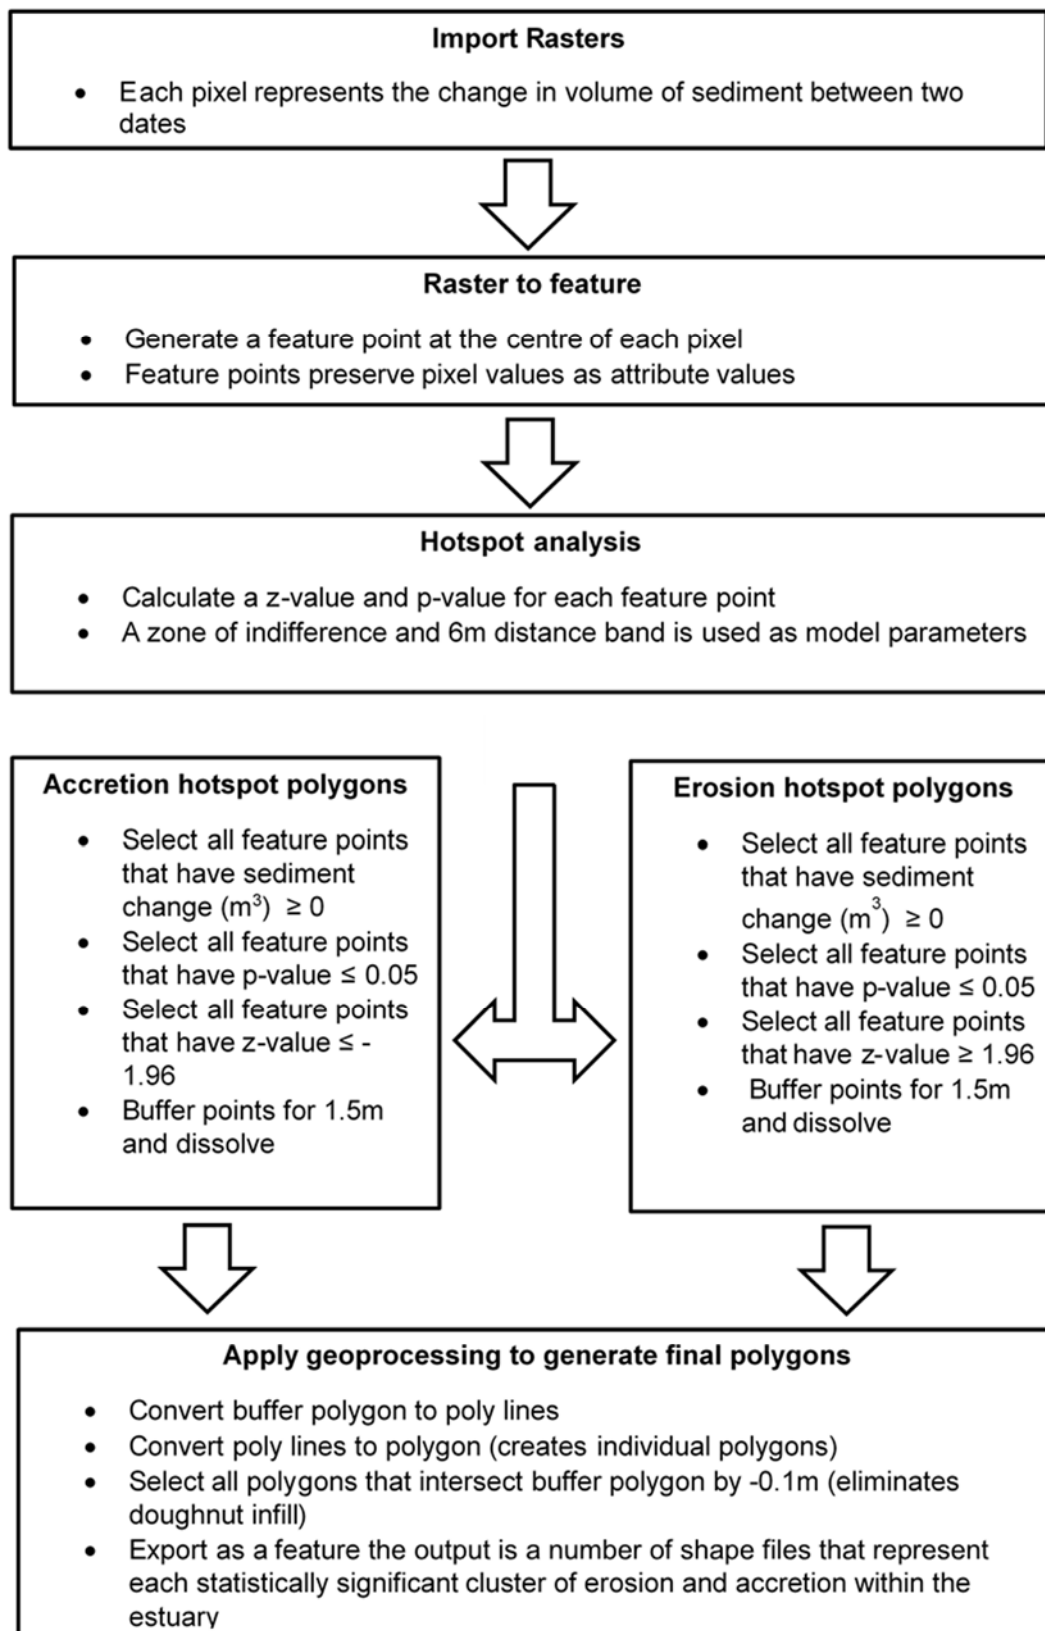 Import Rasters
• Each pixel represents the change in volume of sediment between two
dates
Raster to feature
• Generate a feature point at the centre of each pixel
• Feature points preserve pixel values as attribute values
Hotspot analysis
• Calculate a z-value and p-value for each feature point
• A zone of indifference and 6m distance band is used as model parameters
Accretion hotspot polygons
• Select all feature points
that have sediment
change (m³) ≥ 0
• Select all feature points
that have p-value ≤ 0.05
• Select all feature points
that have z-value ≤ -
1.96
• Buffer points for 1.5m
and dissolve
Erosion hotspot polygons
• Select all feature points
that have sediment
change (m³) ≥ 0
• Select all feature points
that have p-value ≤ 0.05
• Select all feature points
that have z-value ≥ 1.96
• Buffer points for 1.5m
and dissolve
Apply geoprocessing to generate final polygons
• Convert buffer polygon to poly lines
• Convert poly lines to polygon (creates individual polygons)
• Select all polygons that intersect buffer polygon by -0.1m (eliminates
doughnut infill)
• Export as a feature the output is a number of shape files that represent
each statistically significant cluster of erosion and accretion within the
estuary